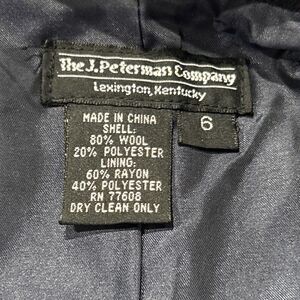 The J. Peterman Company
Lexington, Kentucky
6
MADE IN CHINA
SHELL:
80% WOOL
20% POLYESTER
LINING:
60% RAYON
40% POLYESTER
RN 77608
DRY CLEAN ONLY